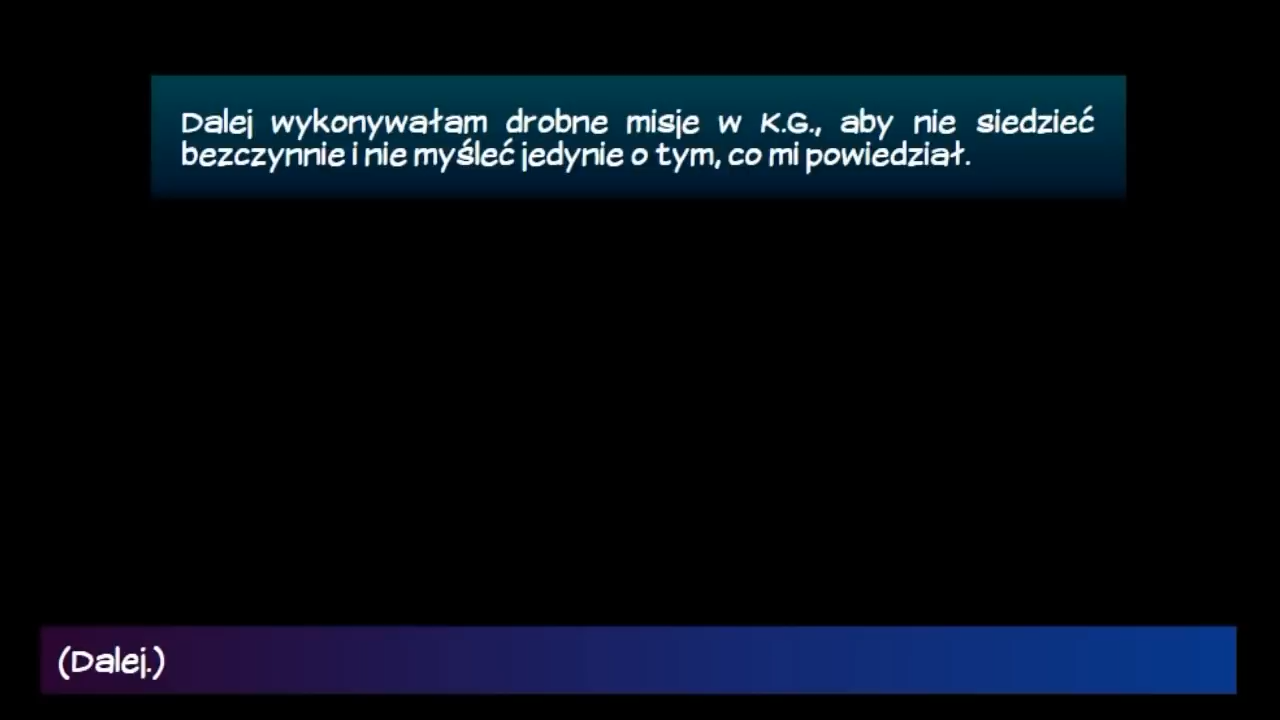 Dalej wykonywałam drobne misje w K.G., aby nie siedzieć
bezczynnie i nie myśleć jedynie o tym, co mi powiedział.
(Dalej.)